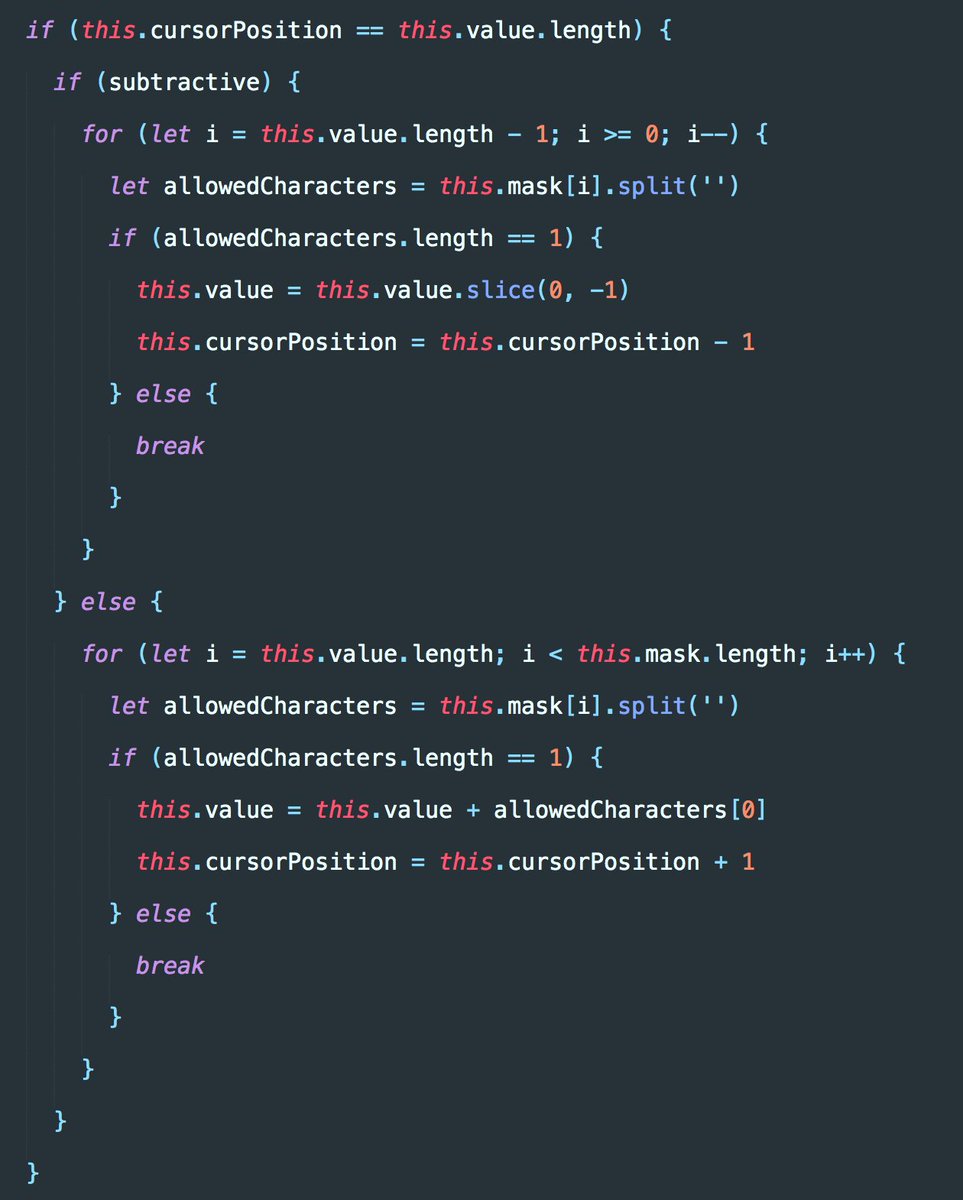 if (this.cursorPosition == this.value.length) {
  if (subtractive) {
    for (let i = this.value.length - 1; i >= 0; i--) {
      let allowedCharacters = this.mask[i].split('')
      if (allowedCharacters.length == 1) {
        this.value = this.value.slice(0, -1)
        this.cursorPosition = this.cursorPosition - 1
      } else {
        break
      }
    }
  } else {
    for (let i = this.value.length; i < this.mask.length; i++) {
      let allowedCharacters = this.mask[i].split('')
      if (allowedCharacters.length == 1) {
        this.value = this.value + allowedCharacters[0]
        this.cursorPosition = this.cursorPosition + 1
      } else {
        break
      }
    }
  }
}